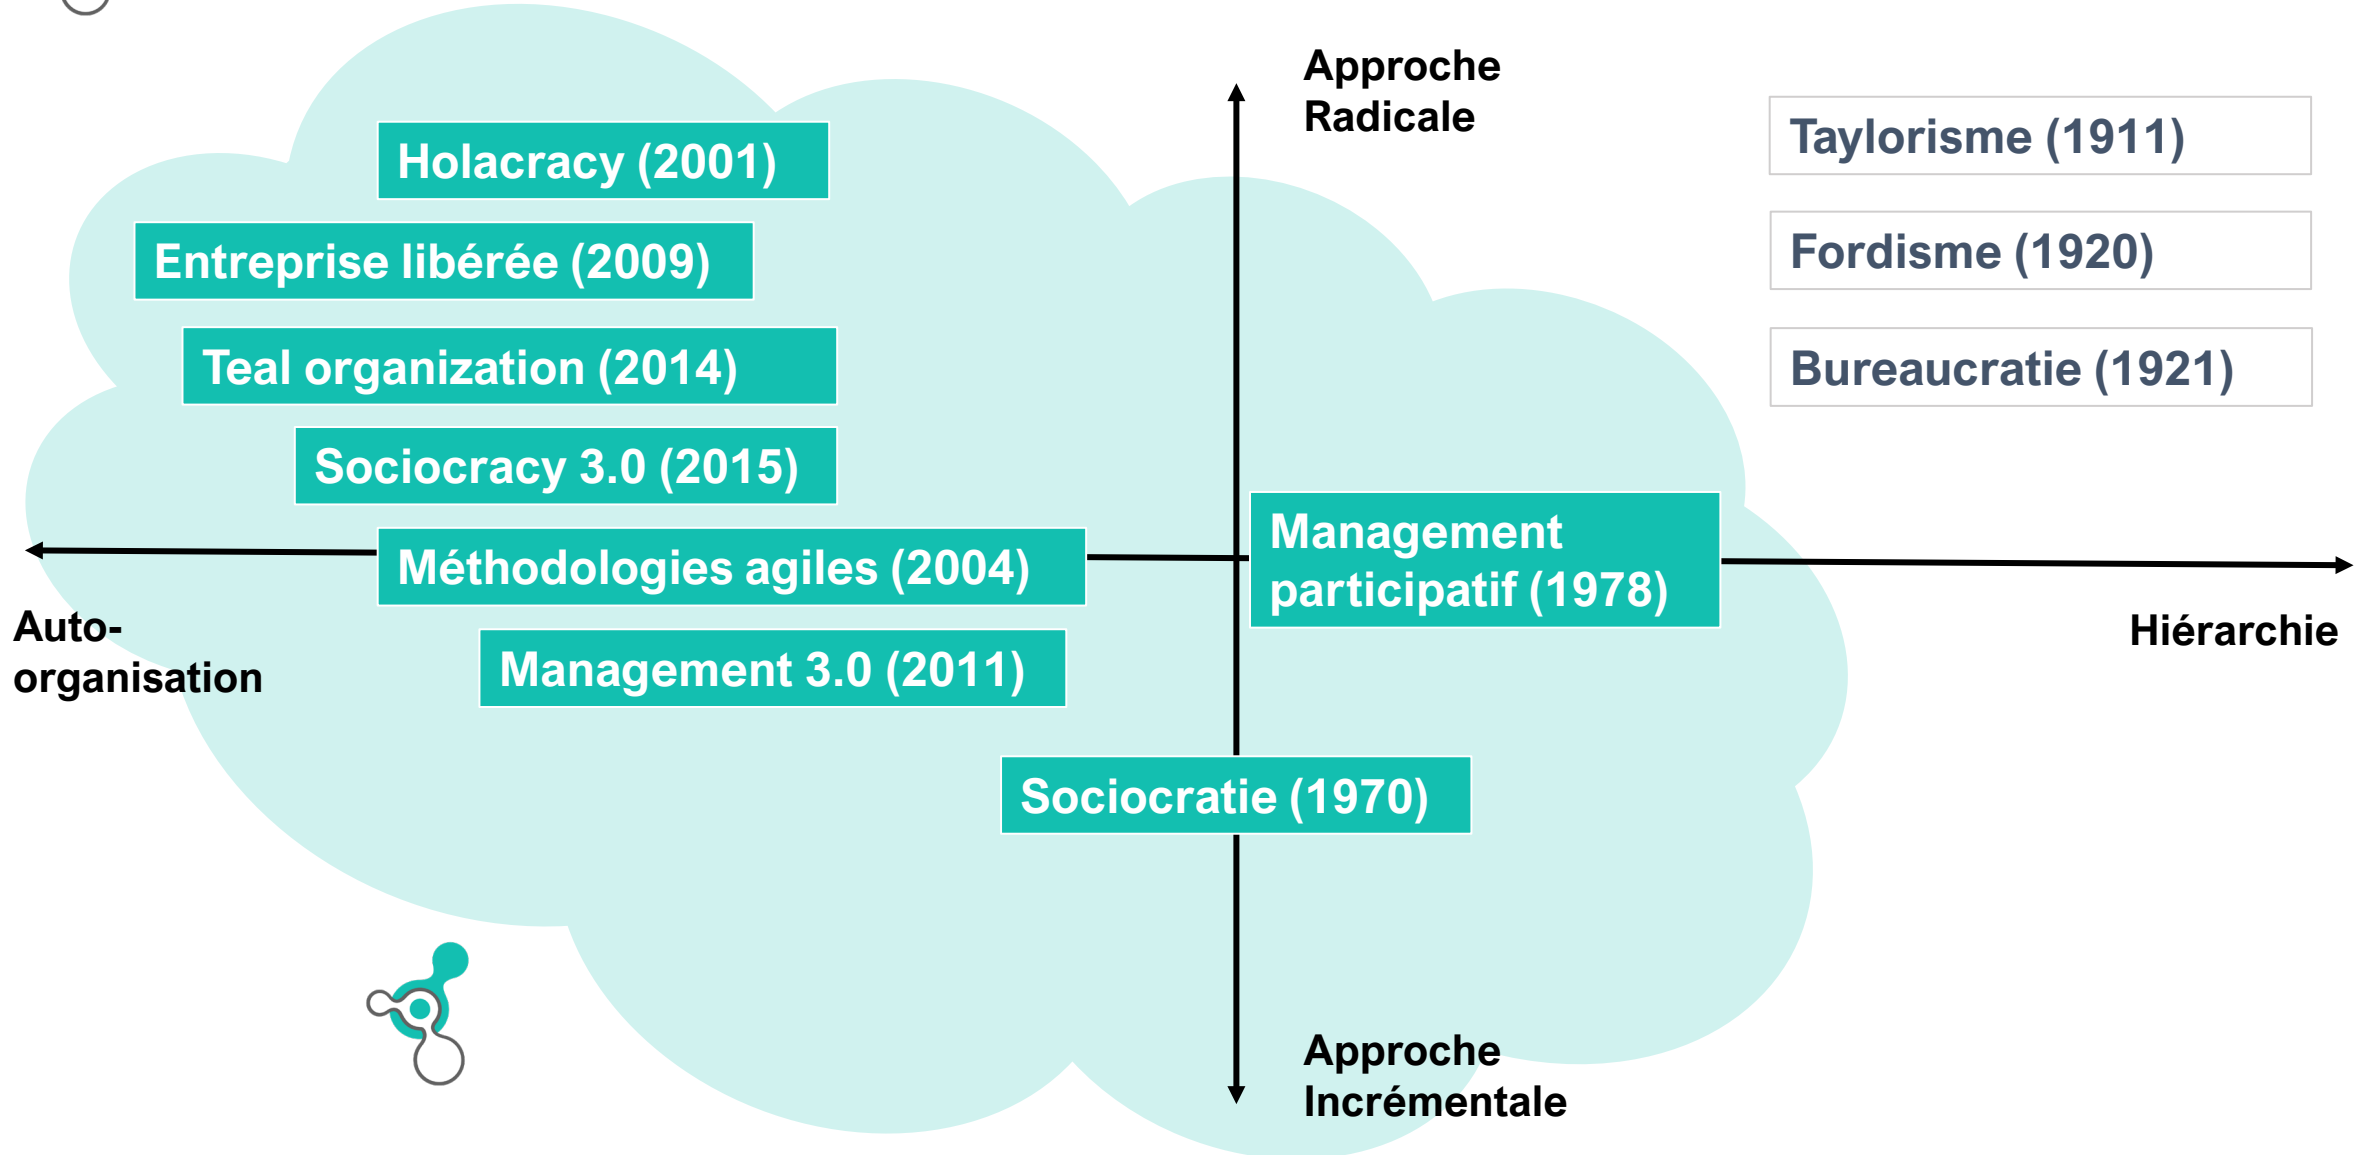 Approche
Radicale
Taylorisme (1911)
Holacracy (2001)
Fordisme (1920)
Entreprise libérée (2009)
Teal organization (2014)
Bureaucratie (1921)
Sociocracy 3.0 (2015)
Management
participatif (1978)
Méthodologies agiles (2004)
Auto-
organisation
Hiérarchie
Management 3.0 (2011)
Sociocratie (1970)
Approche
Incrémentale